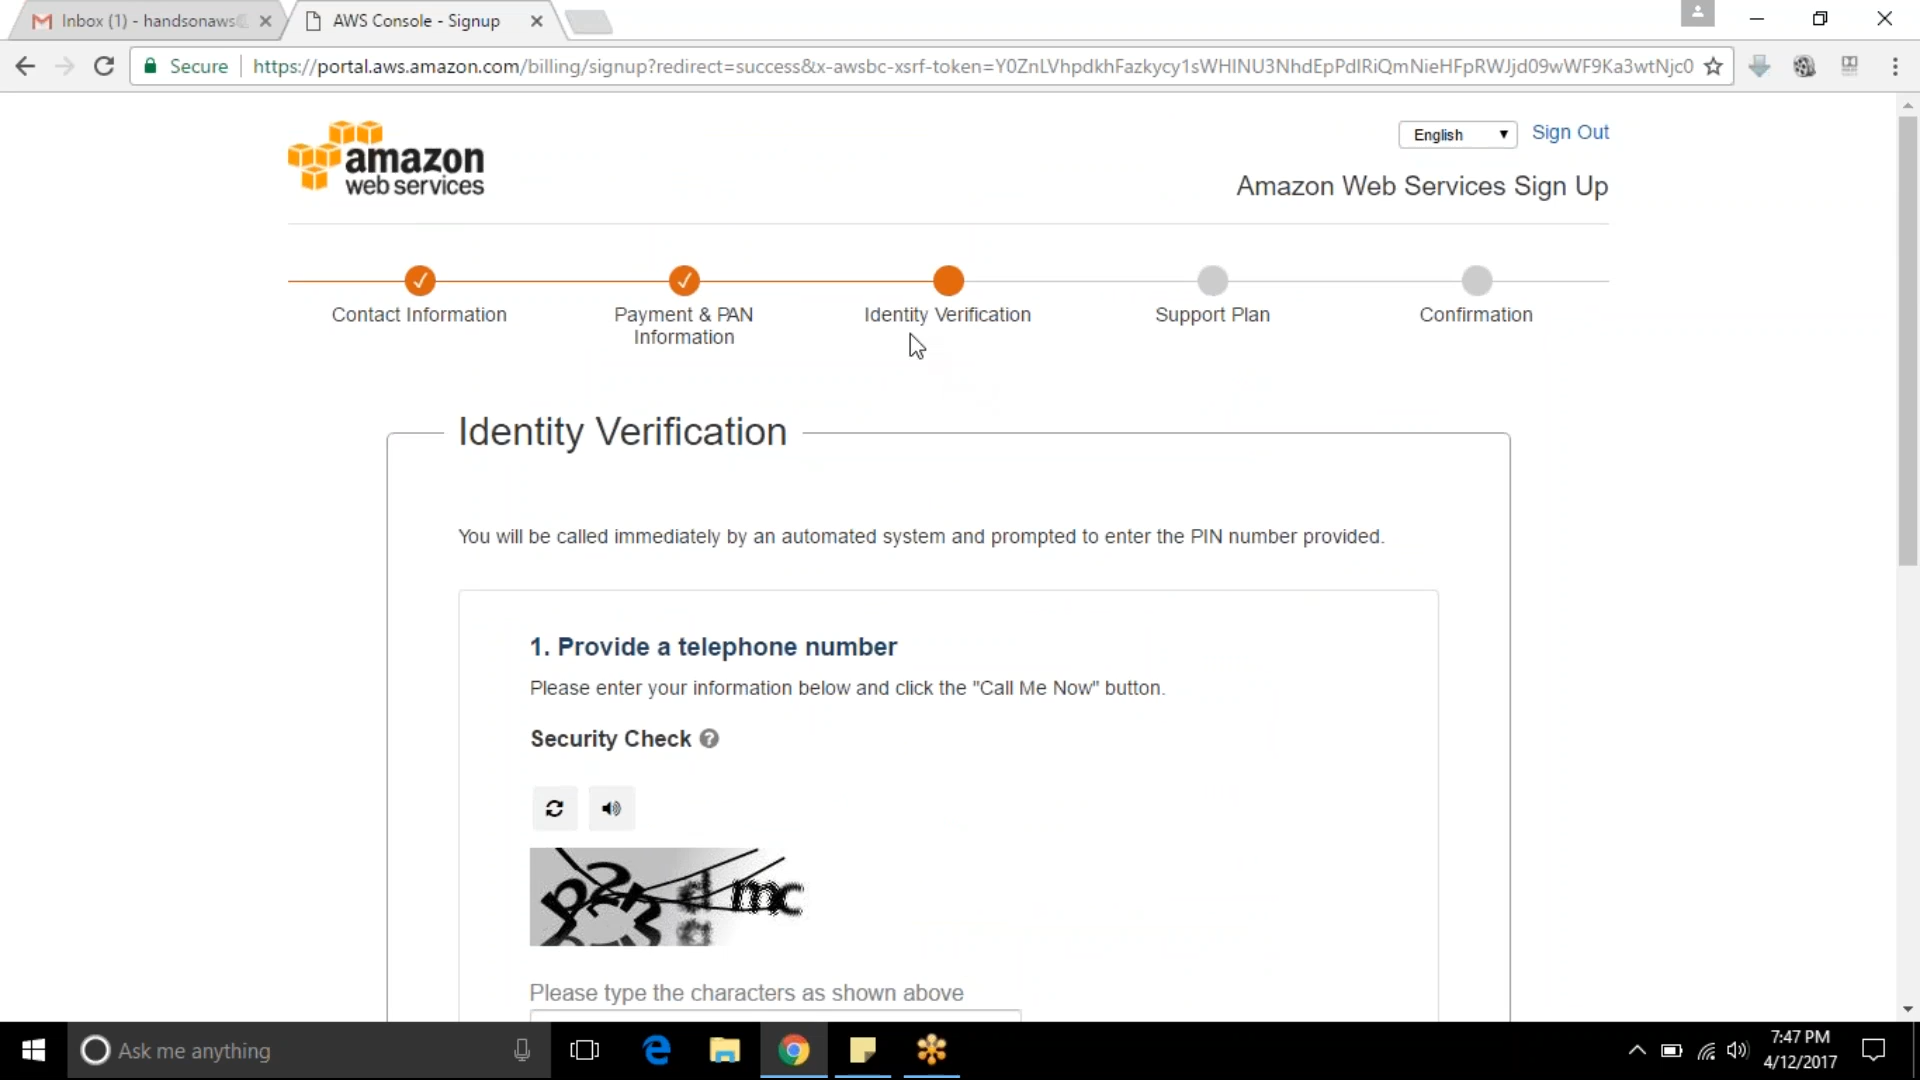 Inbox (1) - handsonaws
AWS Console - Signup
Secure
https://portal.aws.amazon.com/billing/signup?redirect=success&x-awsbc-xsrf-token=
amazon
web services
English
Sign Out
Amazon Web Services Sign Up
Contact Information
Payment & PAN
Information
Identity Verification
Support Plan
Confirmation
Identity Verification
You will be called immediately by an automated system and prompted to enter the PIN number provided.
1. Provide a telephone number
Please enter your information below and click the "Call Me Now" button.
Security Check
Please type the characters as shown above
Ask me anything
7:47 PM
4/12/2017